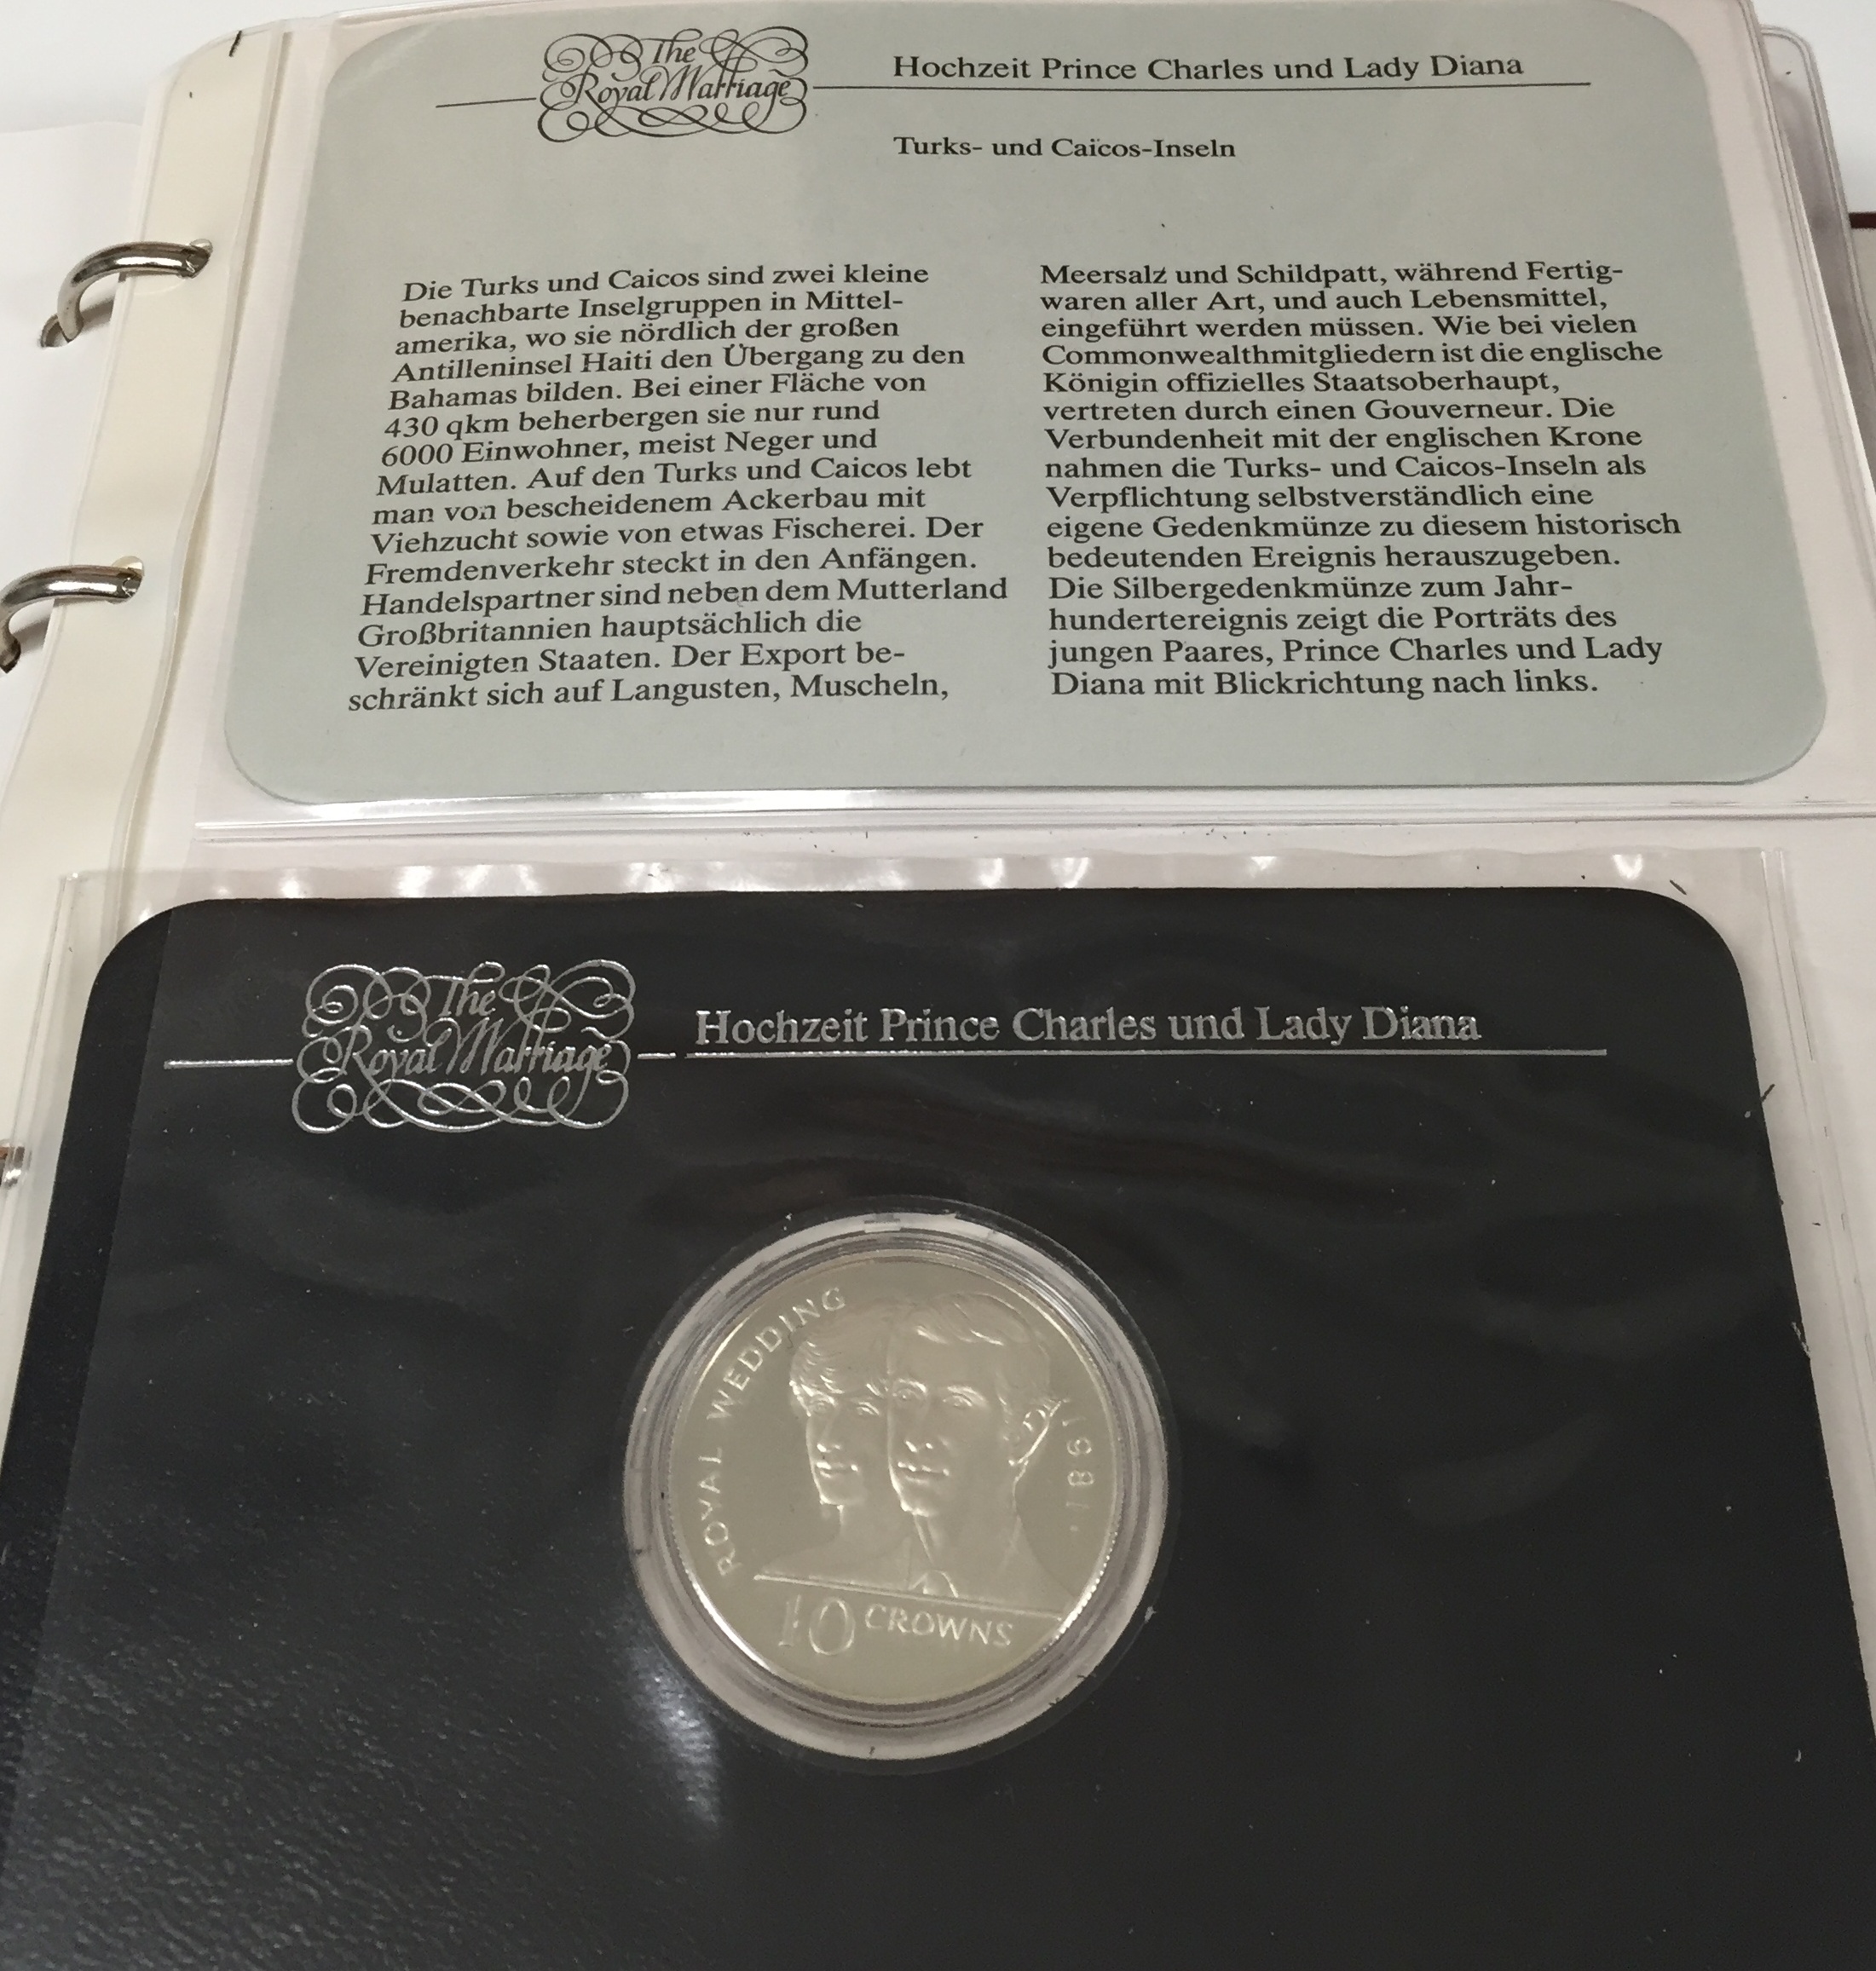 The
Royal Marriage
Hochzeit Prince Charles und Lady Diana
Turks- und Caicos-Inseln
Die Turks und Caicos sind zwei kleine
benachbarte Inselgruppen in Mittel-
amerika, wo sie nördlich der großen
Antilleninsel Haiti den Übergang zu den
Bahamas bilden. Bei einer Fläche von
430 qkm beherbergen sie nur rund
6000 Einwohner, meist Neger und
Mulatten. Auf den Turks und Caicos lebt
man von bescheidenem Ackerbau mit
Viehzucht sowie von etwas Fischerei. Der
Fremdenverkehr steckt in den Anfängen.
Handelspartner sind neben dem Mutterland
Großbritannien hauptsächlich die
Vereinigten Staaten. Der Export be-
schränkt sich auf Langusten, Muscheln,
Meersalz und Schildpatt, während Fertig-
waren aller Art, und auch Lebensmittel,
eingeführt werden müssen. Wie bei vielen
Commonwealthmitgliedern ist die englische
Königin offizielles Staatsoberhaupt,
vertreten durch einen Gouverneur. Die
Verbundenheit mit der englischen Krone
nahmen die Turks- und Caicos-Inseln als
Verpflichtung selbstverständlich eine
eigene Gedenkmünze zu diesem historisch
bedeutenden Ereignis herauszugeben.
Die Silbergedenkmünze zum Jahr-
hundertereignis zeigt die Porträts des
jungen Paares, Prince Charles und Lady
Diana mit Blickrichtung nach links.
The
Royal Marriage
Hochzeit Prince Charles und Lady Diana
ROYAL WEDDING
1981.
10 CROWNS